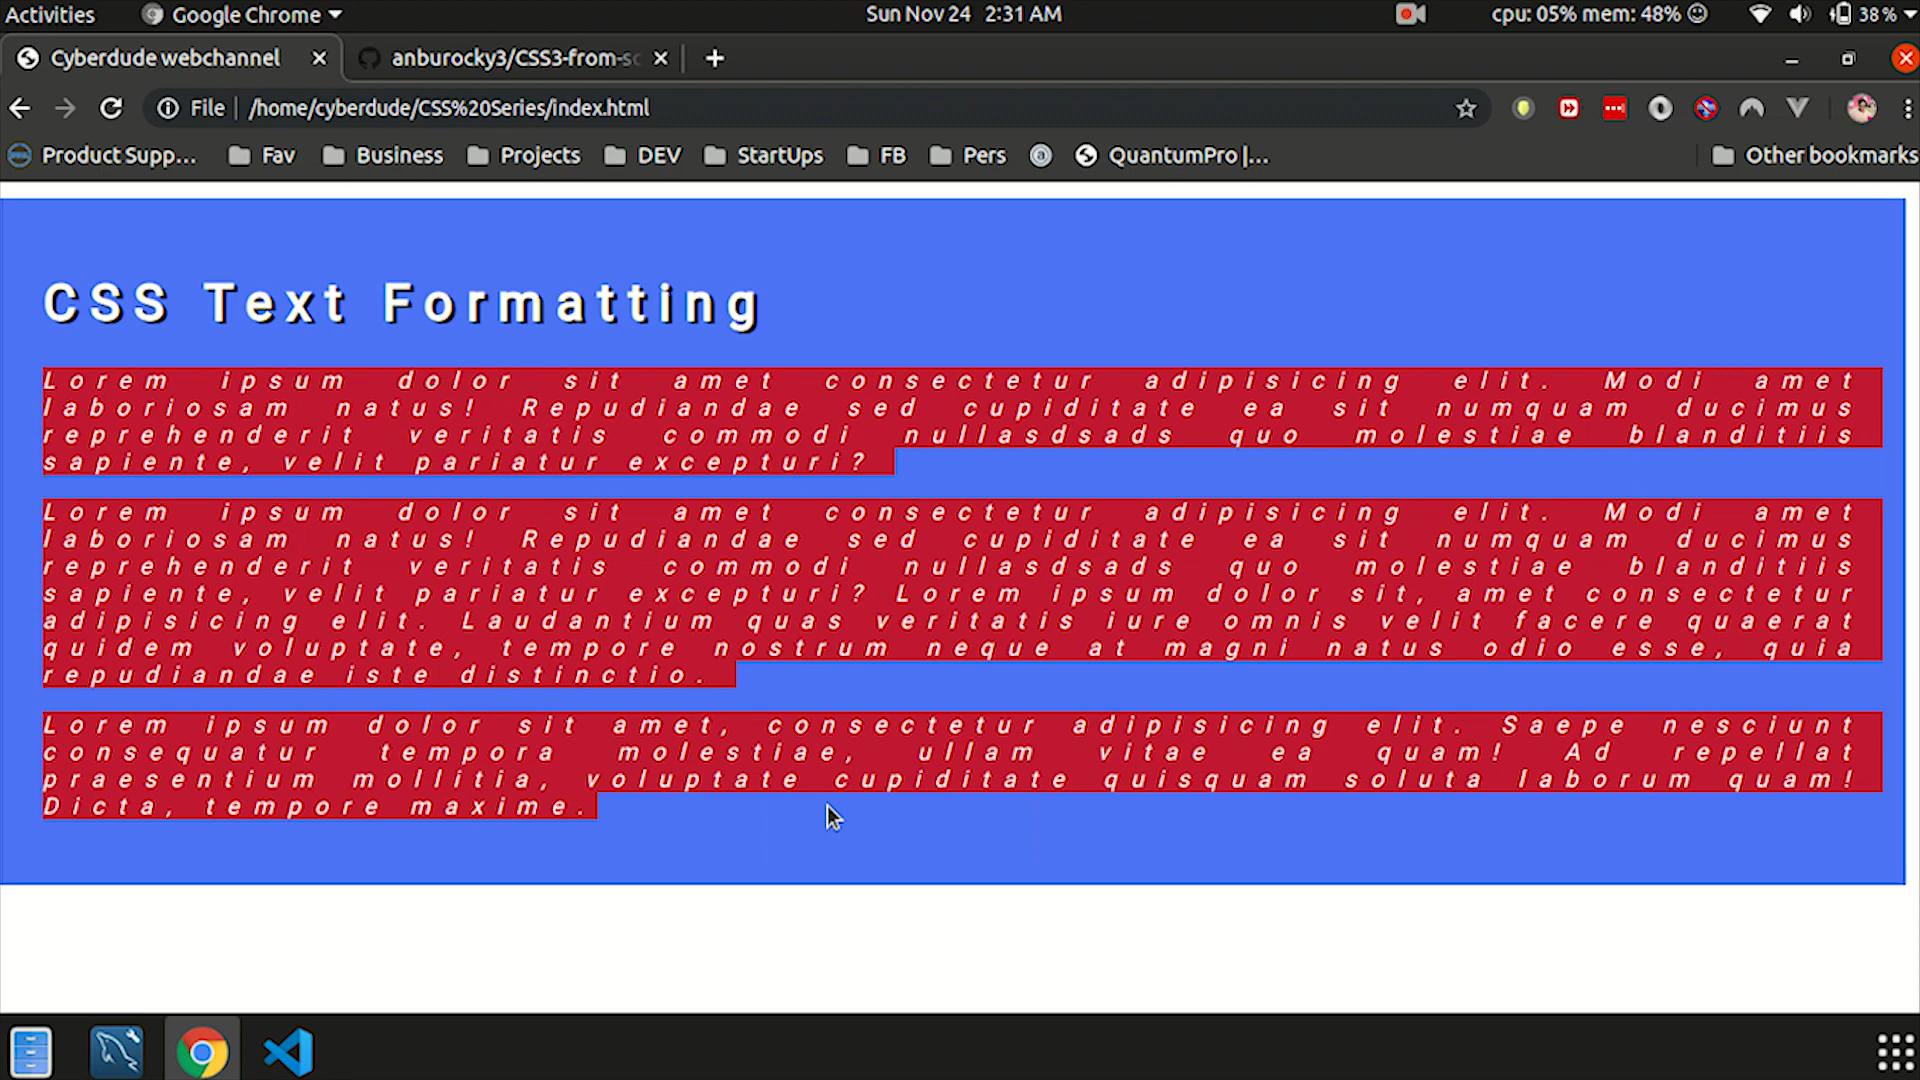 Activities
Google Chrome
Sun Nov 24 2:31 AM
cpu: 05% mem: 48%
38%
Cyberdude webchannel
anburocky3/CSS3-from-sc
File
/home/cyberdude/CSS%20Series/index.html
Product Supp...
Fav
Business
Projects
DEV
StartUps
FB
Pers
QuantumPro |...
Other bookmarks
CSS Text Formatting
Lorem ipsum dolor sit amet consectetur adipisicing elit. Modi amet
laboriosam natus! Repudiandae sed cupiditate ea sit numquam ducimus
reprehenderit veritatis commodi nullasdsads quo molestiae blanditiis
sapiente, velit pariatur excepturi?
Lorem ipsum dolor sit amet consectetur adipisicing elit. Modi amet
laboriosam natus! Repudiandae sed cupiditate ea sit numquam ducimus
reprehenderit veritatis commodi nullasdsads quo molestiae blanditiis
sapiente, velit pariatur excepturi? Lorem ipsum dolor sit, amet consectetur
adipisicing elit. Laudantium quas veritatis iure omnis velit facere quaerat
quidem voluptate, tempore nostrum neque at magni natus odio esse, quia
repudiandae iste distinctio.
Lorem ipsum dolor sit amet, consectetur adipisicing elit. Saepe nesciunt
consequatur tempora molestiae, ullam vitae ea quam! Ad repellat
praesentium mollitia, voluptate cupiditate quisquam soluta laborum quam!
Dicta, tempore maxime.